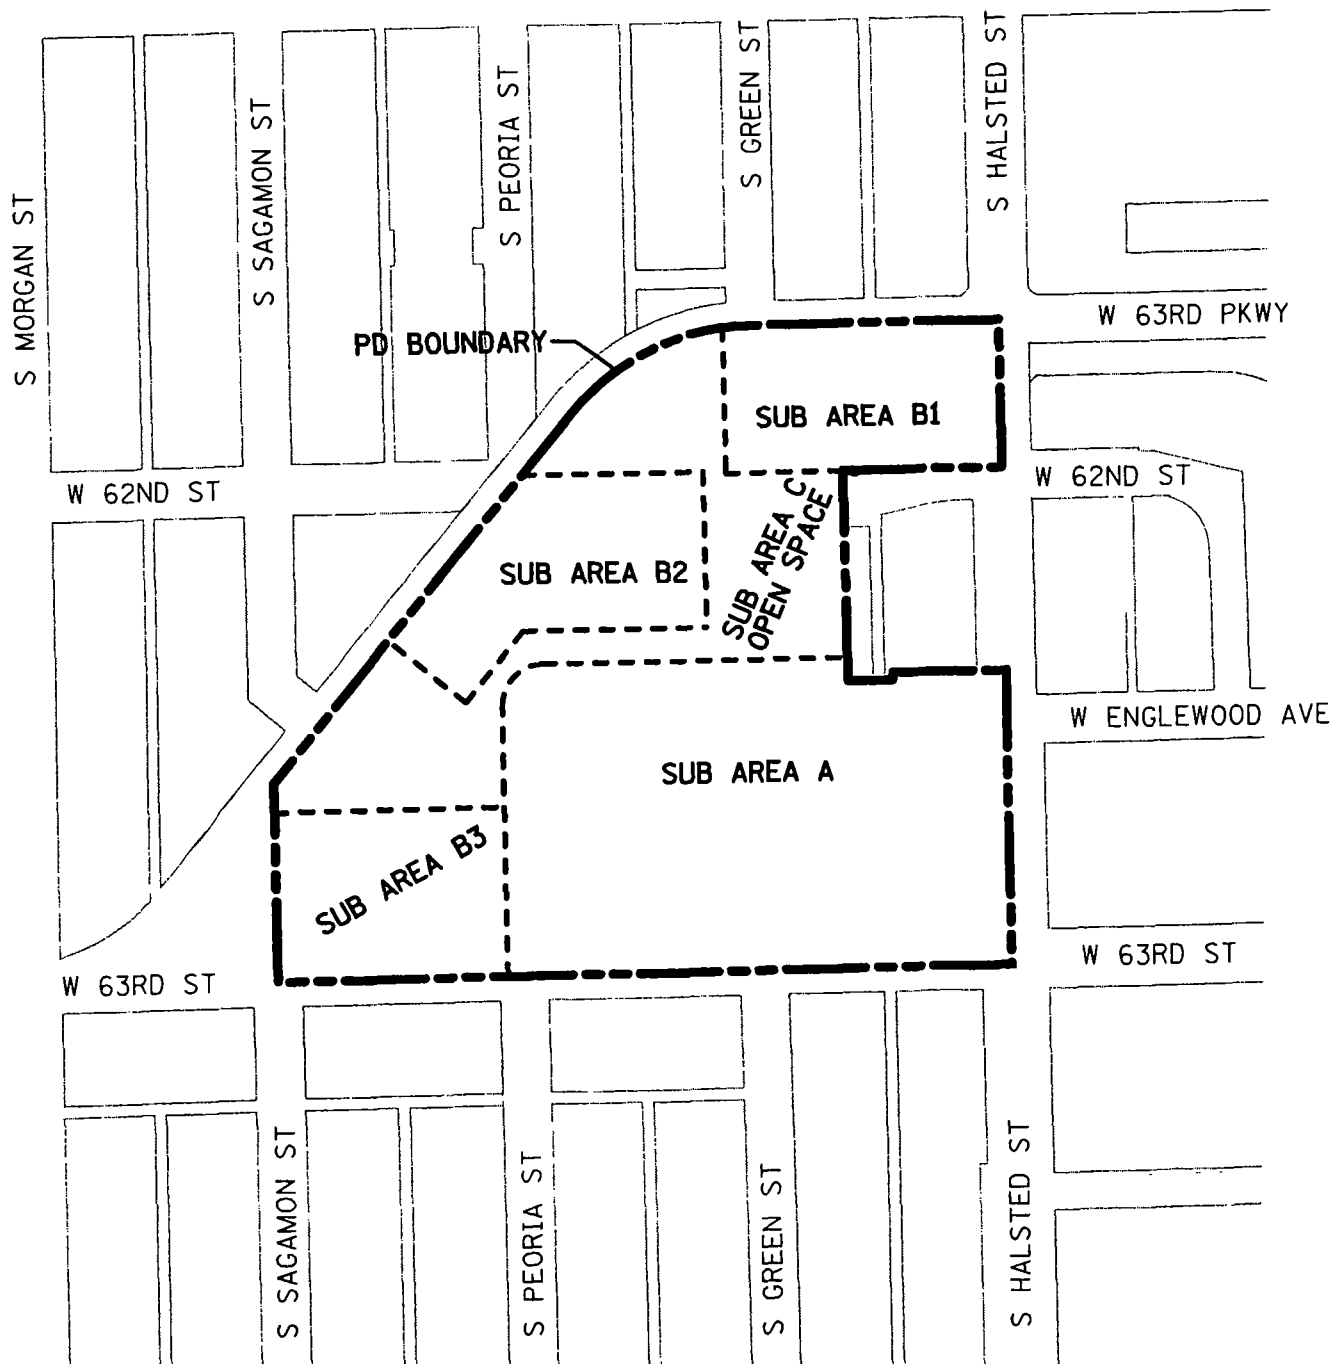 S MORGAN ST
S SAGAMON ST
S PEORIA ST
S GREEN ST
S HALSTED ST
W 63RD PKWY
PD BOUNDARY
SUB AREA B1
W 62ND ST
W 62ND ST
SUB AREA C
OPEN SPACE
SUB AREA B2
W ENGLEWOOD AVE
SUB AREA A
SUB AREA B3
W 63RD ST
W 63RD ST
S SAGAMON ST
S PEORIA ST
S GREEN ST
S HALSTED ST